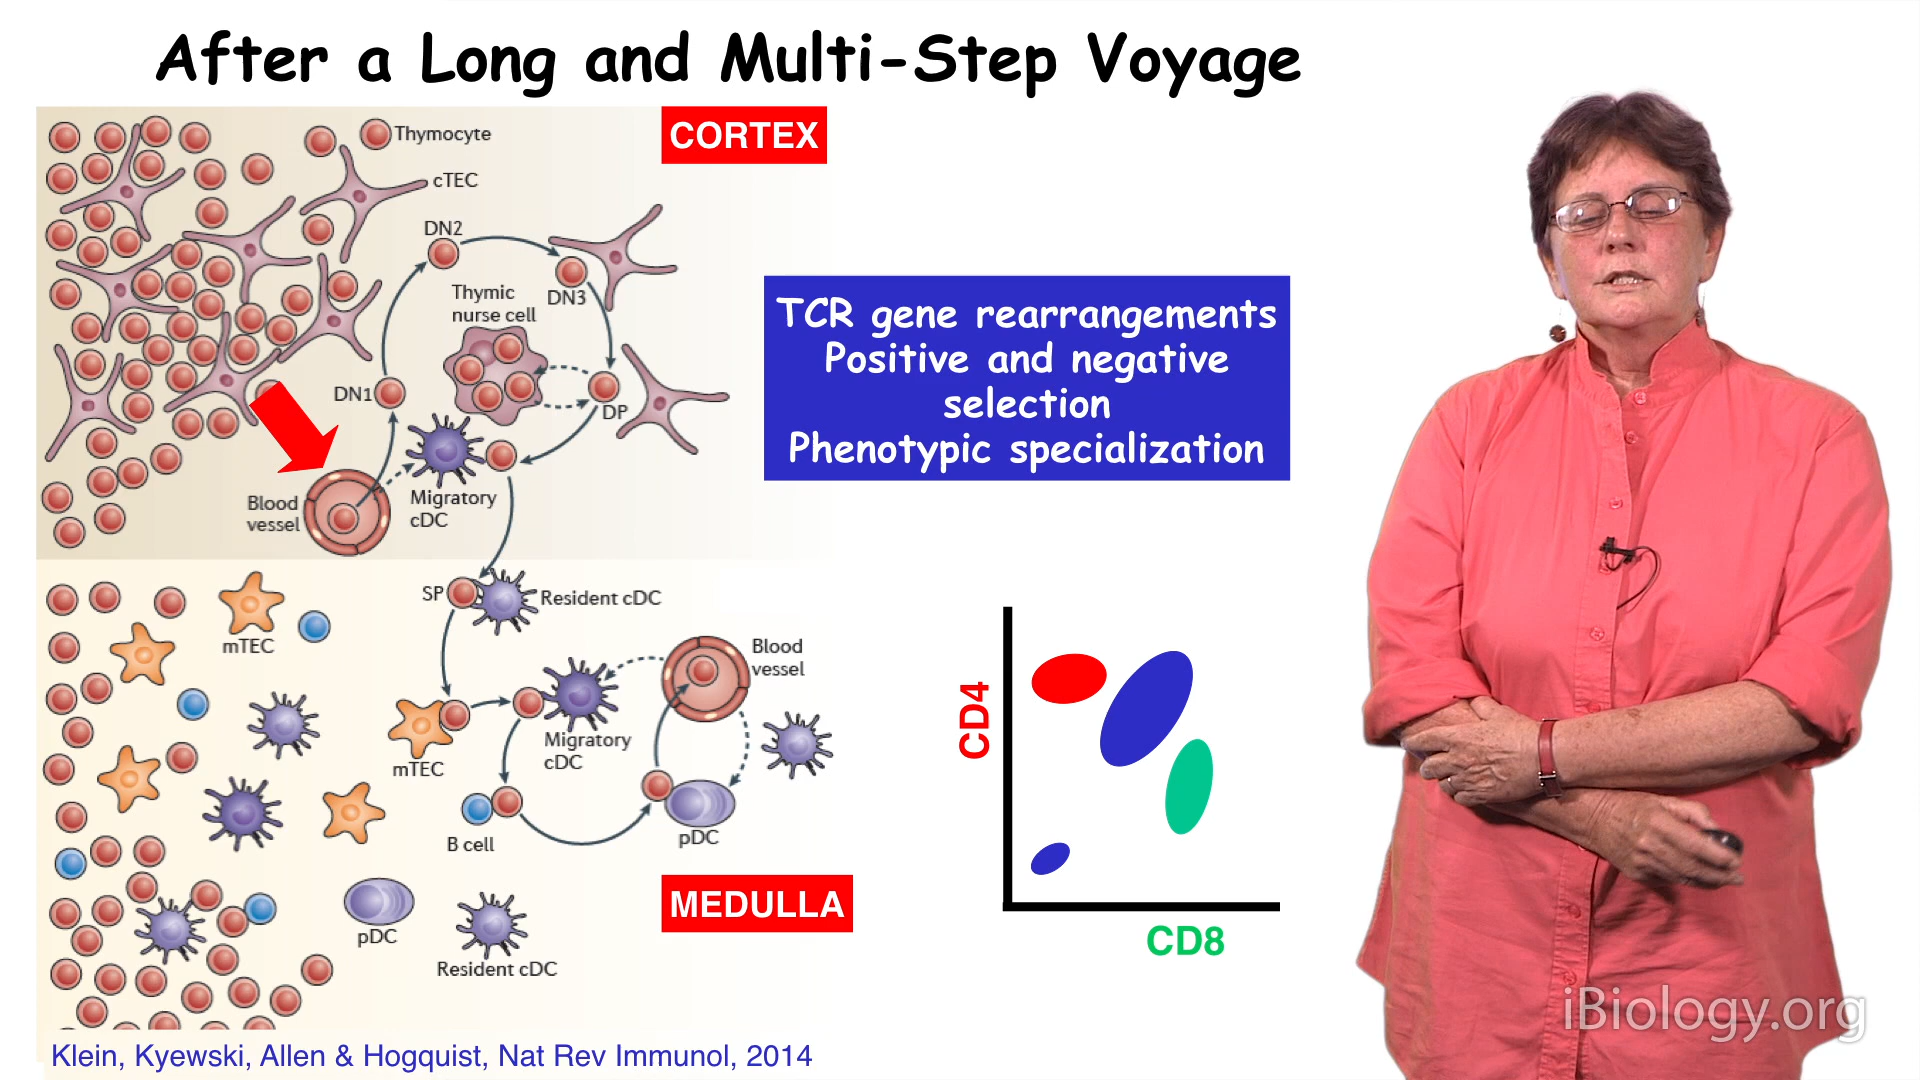 After a Long and Multi-Step Voyage
CORTEX
Thymocyte
cTEC
DN2
DN3
Thymic
nurse cell
DN1
DP
Migratory
cDC
Blood
vessel
TCR gene rearrangements
Positive and negative
selection
Phenotypic specialization
SP
Resident cDC
mTEC
Blood
vessel
mTEC
Migratory
cDC
B cell
pDC
pDC
Resident cDC
MEDULLA
CD4
CD8
Klein, Kyewski, Allen & Hogquist, Nat Rev Immunol, 2014
iBiology.org